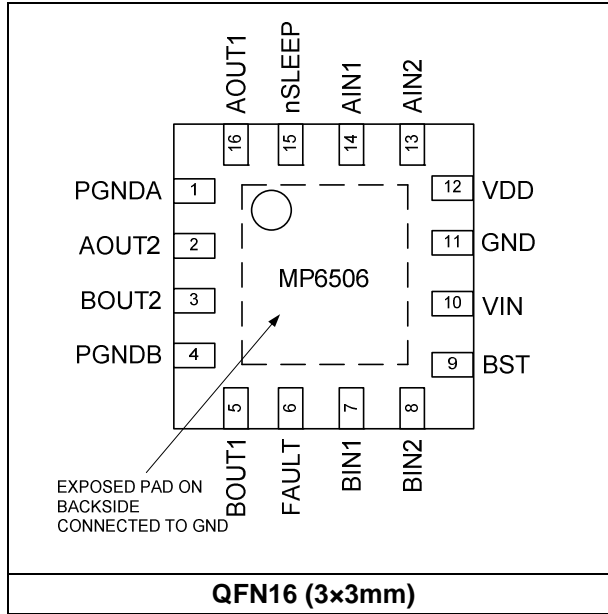 AOUT1
nSLEEP
AIN1
AIN2
16
15
14
13
PGNDA
1
12
VDD
AOUT2
2
11
GND
MP6506
BOUT2
3
10
VIN
PGNDB
4
9
BST
5
6
7
8
BOUT1
FAULT
BIN1
BIN2
EXPOSED PAD ON
BACKSIDE
CONNECTED TO GND
QFN16 (3×3mm)